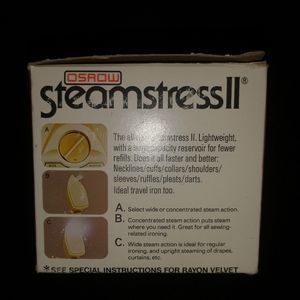 OSROW
Steamstress II®
The all new Steamstress II. Lightweight,
with a large capacity reservoir for fewer
refills. Does it all faster and better:
Necklines/cuffs/collars/shoulders/
sleeves/ruffles/pleats/darts.
Ideal travel iron too.
A
A. Select wide or concentrated steam action.
B
B. Concentrated steam action puts steam
where you need it. Great for all sewing-
related ironing.
C
C. Wide steam action is ideal for regular
ironing, and upright steaming of drapes,
curtains, etc.
*SEE SPECIAL INSTRUCTIONS FOR RAYON VELVET